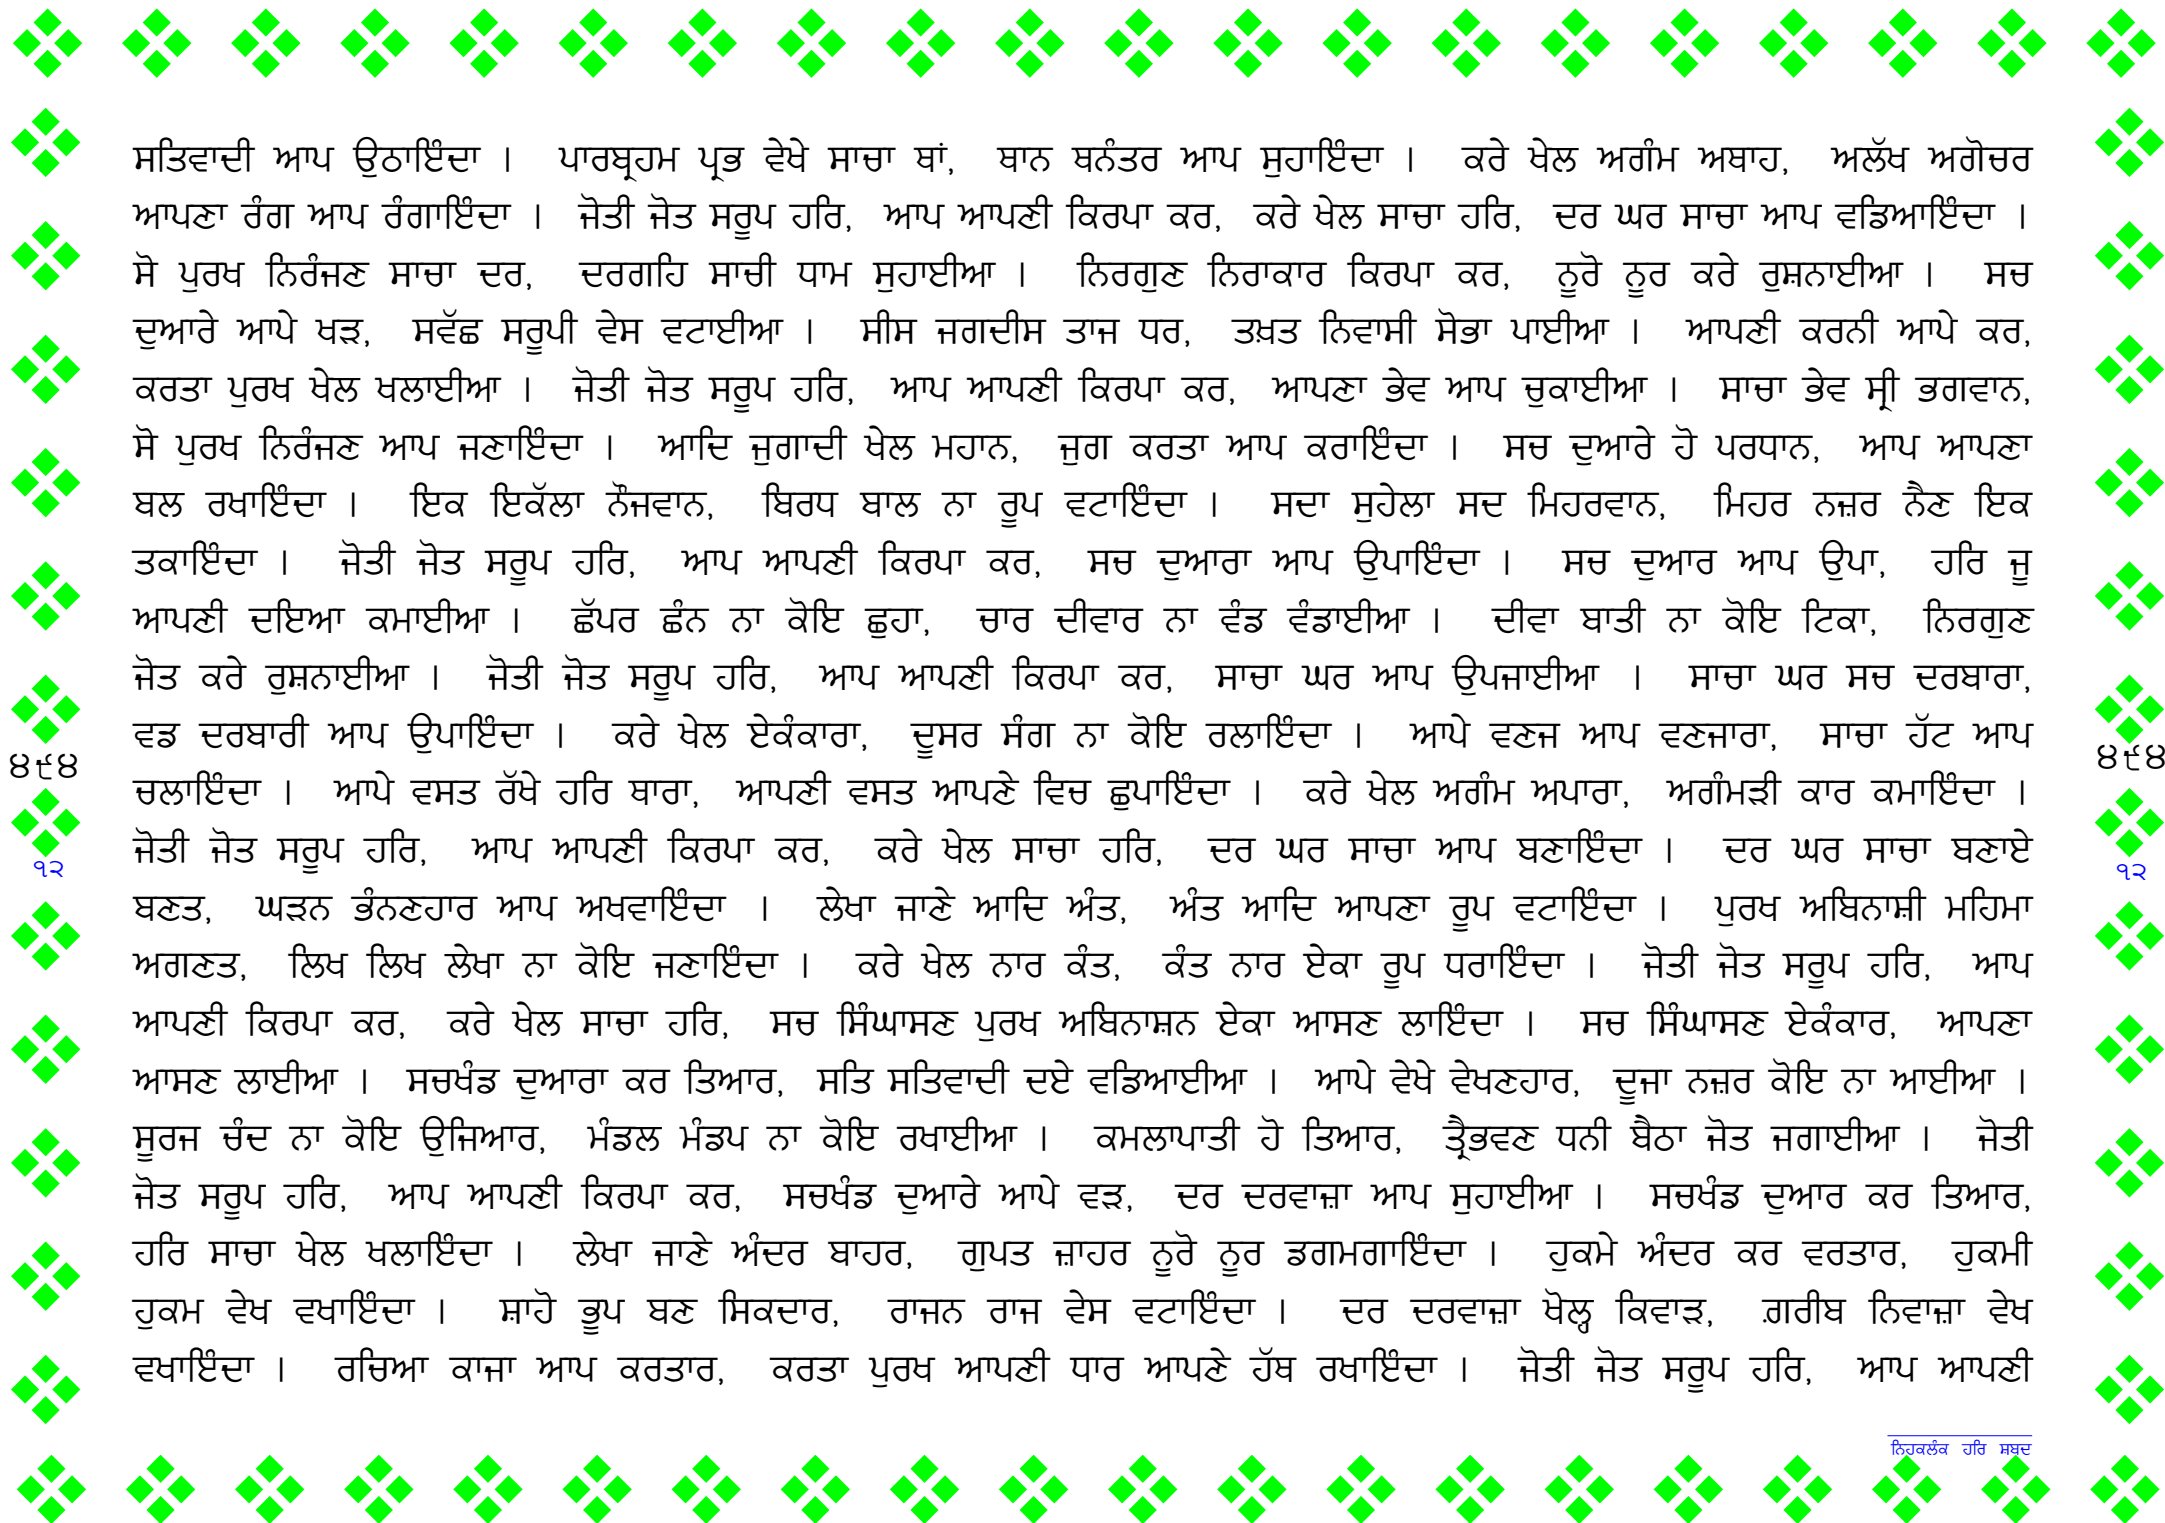 ਸਤਿਵਾਦੀ ਆਪ ਉਠਾਇੰਦਾ । ਪਾਰਬ੍ਰਹਮ ਪ੍ਰਭ ਵੇਖੇ ਸਾਚਾ ਥਾਂ, ਥਾਨ ਥਨੰਤਰ ਆਪ ਸੁਹਾਇੰਦਾ । ਕਰੇ ਖੇਲ ਅਗੰਮ ਅਥਾਹ, ਅਲੱਖ ਅਗੋਚਰ
ਆਪਣਾ ਰੰਗ ਆਪ ਰੰਗਾਇੰਦਾ । ਜੋਤੀ ਜੋਤ ਸਰੂਪ ਹਰਿ, ਆਪ ਆਪਣੀ ਕਿਰਪਾ ਕਰ, ਕਰੇ ਖੇਲ ਸਾਚਾ ਹਰਿ, ਦਰ ਘਰ ਸਾਚਾ ਆਪ ਵਡਿਆਇੰਦਾ ।
ਸੋ ਪੁਰਖ ਨਿਰੰਜਣ ਸਾਚਾ ਦਰ, ਦਰਗਹਿ ਸਾਚੀ ਧਾਮ ਸੁਹਾਈਆ । ਨਿਰਗੁਣ ਨਿਰਾਕਾਰ ਕਿਰਪਾ ਕਰ, ਨੂਰੋ ਨੂਰ ਕਰੇ ਰੁਸ਼ਨਾਈਆ । ਸਚ
ਦੁਆਰੇ ਆਪੇ ਖੜ, ਸਵੱਛ ਸਰੂਪੀ ਵੇਸ ਵਟਾਈਆ । ਸੀਸ ਜਗਦੀਸ ਤਾਜ ਧਰ, ਤਖ਼ਤ ਨਿਵਾਸੀ ਸੋਭਾ ਪਾਈਆ । ਆਪਣੀ ਕਰਨੀ ਆਪੇ ਕਰ,
ਕਰਤਾ ਪੁਰਖ ਖੇਲ ਖਲਾਈਆ । ਜੋਤੀ ਜੋਤ ਸਰੂਪ ਹਰਿ, ਆਪ ਆਪਣੀ ਕਿਰਪਾ ਕਰ, ਆਪਣਾ ਭੇਵ ਆਪ ਚੁਕਾਈਆ । ਸਾਚਾ ਭੇਵ ਸ੍ਰੀ ਭਗਵਾਨ,
ਸੋ ਪੁਰਖ ਨਿਰੰਜਣ ਆਪ ਜਣਾਇੰਦਾ । ਆਦਿ ਜੁਗਾਦੀ ਖੇਲ ਮਹਾਨ, ਜੁਗ ਕਰਤਾ ਆਪ ਕਰਾਇੰਦਾ । ਸਚ ਦੁਆਰੇ ਹੋ ਪਰਧਾਨ, ਆਪ ਆਪਣਾ
ਬਲ ਰਖਾਇੰਦਾ । ਇਕ ਇਕੱਲਾ ਨੌਜਵਾਨ, ਬਿਰਧ ਬਾਲ ਨਾ ਰੂਪ ਵਟਾਇੰਦਾ । ਸਦਾ ਸੁਹੇਲਾ ਸਦ ਮਿਹਰਵਾਨ, ਮਿਹਰ ਨਜ਼ਰ ਨੈਣ ਇਕ
ਤਕਾਇੰਦਾ । ਜੋਤੀ ਜੋਤ ਸਰੂਪ ਹਰਿ, ਆਪ ਆਪਣੀ ਕਿਰਪਾ ਕਰ, ਸਚ ਦੁਆਰਾ ਆਪ ਉਪਾਇੰਦਾ । ਸਚ ਦੁਆਰ ਆਪ ਉਪਾ, ਹਰਿ ਜੂ
ਆਪਣੀ ਦਇਆ ਕਮਾਈਆ । ਛੱਪਰ ਛੰਨ ਨਾ ਕੋਇ ਛੁਹਾ, ਚਾਰ ਦੀਵਾਰ ਨਾ ਵੰਡ ਵੰਡਾਈਆ । ਦੀਵਾ ਬਾਤੀ ਨਾ ਕੋਇ ਟਿਕਾ, ਨਿਰਗੁਣ
ਜੋਤ ਕਰੇ ਰੁਸ਼ਨਾਈਆ । ਜੋਤੀ ਜੋਤ ਸਰੂਪ ਹਰਿ, ਆਪ ਆਪਣੀ ਕਿਰਪਾ ਕਰ, ਸਾਚਾ ਘਰ ਆਪ ਉਪਜਾਈਆ । ਸਾਚਾ ਘਰ ਸਚ ਦਰਬਾਰਾ,
ਵਡ ਦਰਬਾਰੀ ਆਪ ਉਪਾਇੰਦਾ । ਕਰੇ ਖੇਲ ਏਕੰਕਾਰਾ, ਦੂਸਰ ਸੰਗ ਨਾ ਕੋਇ ਰਲਾਇੰਦਾ । ਆਪੇ ਵਣਜ ਆਪ ਵਣਜਾਰਾ, ਸਾਚਾ ਹੱਟ ਆਪ
ਚਲਾਇੰਦਾ । ਆਪੇ ਵਸਤ ਰੱਖੇ ਹਰਿ ਥਾਰਾ, ਆਪਣੀ ਵਸਤ ਆਪਣੇ ਵਿਚ ਛੁਪਾਇੰਦਾ । ਕਰੇ ਖੇਲ ਅਗੰਮ ਅਪਾਰਾ, ਅਗੰਮੜੀ ਕਾਰ ਕਮਾਇੰਦਾ ।
ਜੋਤੀ ਜੋਤ ਸਰੂਪ ਹਰਿ, ਆਪ ਆਪਣੀ ਕਿਰਪਾ ਕਰ, ਕਰੇ ਖੇਲ ਸਾਚਾ ਹਰਿ, ਦਰ ਘਰ ਸਾਚਾ ਆਪ ਬਣਾਇੰਦਾ । ਦਰ ਘਰ ਸਾਚਾ ਬਣਾਏ
ਬਣਤ, ਘੜਨ ਭੰਨਣਹਾਰ ਆਪ ਅਖਵਾਇੰਦਾ । ਲੇਖਾ ਜਾਣੇ ਆਦਿ ਅੰਤ, ਅੰਤ ਆਦਿ ਆਪਣਾ ਰੂਪ ਵਟਾਇੰਦਾ । ਪੁਰਖ ਅਬਿਨਾਸ਼ੀ ਮਹਿਮਾ
ਅਗਣਤ, ਲਿਖ ਲਿਖ ਲੇਖਾ ਨਾ ਕੋਇ ਜਣਾਇੰਦਾ । ਕਰੇ ਖੇਲ ਨਾਰ ਕੰਤ, ਕੰਤ ਨਾਰ ਏਕਾ ਰੂਪ ਧਰਾਇੰਦਾ । ਜੋਤੀ ਜੋਤ ਸਰੂਪ ਹਰਿ, ਆਪ
ਆਪਣੀ ਕਿਰਪਾ ਕਰ, ਕਰੇ ਖੇਲ ਸਾਚਾ ਹਰਿ, ਸਚ ਸਿੰਘਾਸਣ ਪੁਰਖ ਅਬਿਨਾਸ਼ਨ ਏਕਾ ਆਸਣ ਲਾਇੰਦਾ । ਸਚ ਸਿੰਘਾਸਣ ਏਕੰਕਾਰ, ਆਪਣਾ
ਆਸਣ ਲਾਈਆ । ਸਚਖੰਡ ਦੁਆਰਾ ਕਰ ਤਿਆਰ, ਸਤਿ ਸਤਿਵਾਦੀ ਦਏ ਵਡਿਆਈਆ । ਆਪੇ ਵੇਖੇ ਵੇਖਣਹਾਰ, ਦੂਜਾ ਨਜ਼ਰ ਕੋਇ ਨਾ ਆਈਆ ।
ਸੂਰਜ ਚੰਦ ਨਾ ਕੋਇ ਉਜਿਆਰ, ਮੰਡਲ ਮੰਡਪ ਨਾ ਕੋਇ ਰਖਾਈਆ । ਕਮਲਾਪਾਤੀ ਹੋ ਤਿਆਰ, ਤ੍ਰੈਭਵਣ ਧਨੀ ਬੈਠਾ ਜੋਤ ਜਗਾਈਆ । ਜੋਤੀ
ਜੋਤ ਸਰੂਪ ਹਰਿ, ਆਪ ਆਪਣੀ ਕਿਰਪਾ ਕਰ, ਸਚਖੰਡ ਦੁਆਰੇ ਆਪੇ ਵੜ, ਦਰ ਦਰਵਾਜ਼ਾ ਆਪ ਸੁਹਾਈਆ । ਸਚਖੰਡ ਦੁਆਰ ਕਰ ਤਿਆਰ,
ਹਰਿ ਸਾਚਾ ਖੇਲ ਖਲਾਇੰਦਾ । ਲੇਖਾ ਜਾਣੇ ਅੰਦਰ ਬਾਹਰ, ਗੁਪਤ ਜ਼ਾਹਰ ਨੂਰੋ ਨੂਰ ਡਗਮਗਾਇੰਦਾ । ਹੁਕਮੇ ਅੰਦਰ ਕਰ ਵਰਤਾਰ, ਹੁਕਮੀ
ਹੁਕਮ ਵੇਖ ਵਖਾਇੰਦਾ । ਸ਼ਾਹੋ ਭੂਪ ਬਣ ਸਿਕਦਾਰ, ਰਾਜਨ ਰਾਜ ਵੇਸ ਵਟਾਇੰਦਾ । ਦਰ ਦਰਵਾਜ਼ਾ ਖੋਲ੍ਹ ਕਿਵਾੜ, ਗ਼ਰੀਬ ਨਿਵਾਜ਼ਾ ਵੇਖ
ਵਖਾਇੰਦਾ । ਰਚਿਆ ਕਾਜਾ ਆਪ ਕਰਤਾਰ, ਕਰਤਾ ਪੁਰਖ ਆਪਣੀ ਧਾਰ ਆਪਣੇ ਹੱਥ ਰਖਾਇੰਦਾ । ਜੋਤੀ ਜੋਤ ਸਰੂਪ ਹਰਿ, ਆਪ ਆਪਣੀ
੪੯੪
੪੯੪
੧੨
੧੨
ਨਿਹਕਲੰਕ ਹਰਿ ਸ਼ਬਦ